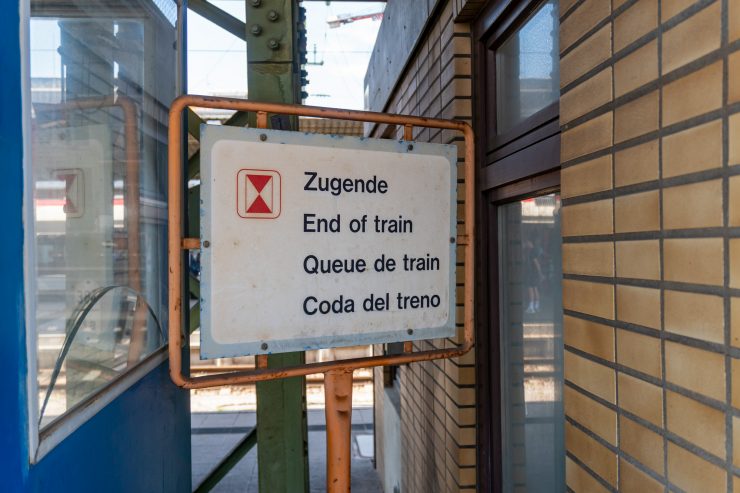 Zugende
End of train
Queue de train
Coda del treno